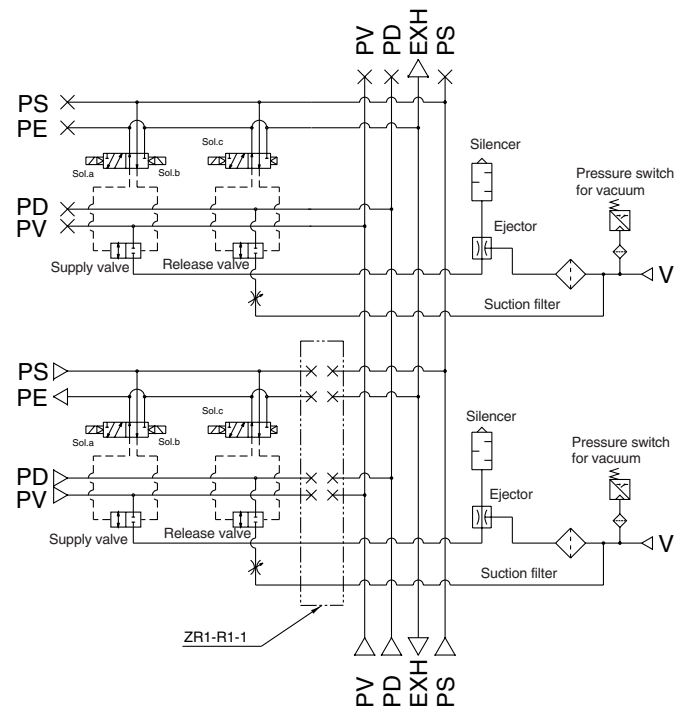 PV
PD
EXH
PS
PS
PE
Sol.a
Sol.b
Sol.c
PD
PV
Supply valve
Release valve
Silencer
Ejector
Pressure switch
for vacuum
V
Suction filter
PS
PE
Sol.a
Sol.b
Sol.c
PD
PV
Supply valve
Release valve
Silencer
Ejector
Pressure switch
for vacuum
V
Suction filter
ZR1-R1-1
PV
PD
EXH
PS